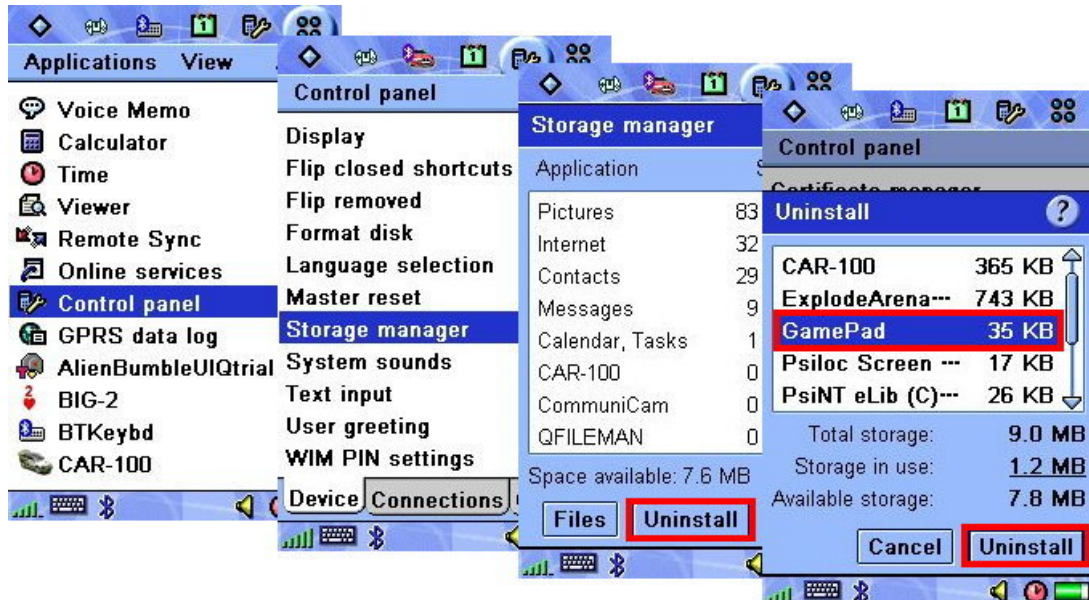 Applications View
Voice Memo
Calculator
Time
Viewer
Remote Sync
Online services
Control panel
GPRS data log
AlienBumbleUIQtrial
2
BIG-2
BTKeybd
CAR-100
1
Control panel
Display
Flip closed shortcuts
Flip removed
Format disk
Language selection
Master reset
Storage manager
System sounds
Text input
User greeting
WIM PIN settings
Device Connections
1
Storage manager
Application
Pictures 83
Internet 32
Contacts 29
Messages 9
Calendar, Tasks 1
CAR-100 0
CommuniCam 0
QFILEMAN 0
Space available: 7.6 MB
Files Uninstall
1
Control panel
Certificate manager
Uninstall ?
CAR-100 365 KB
ExplodeArena--- 743 KB
GamePad 35 KB
Psiloc Screen --- 17 KB
PsiNT eLib (C)--- 26 KB
Total storage: 9.0 MB
Storage in use: 1.2 MB
Available storage: 7.8 MB
Cancel Uninstall